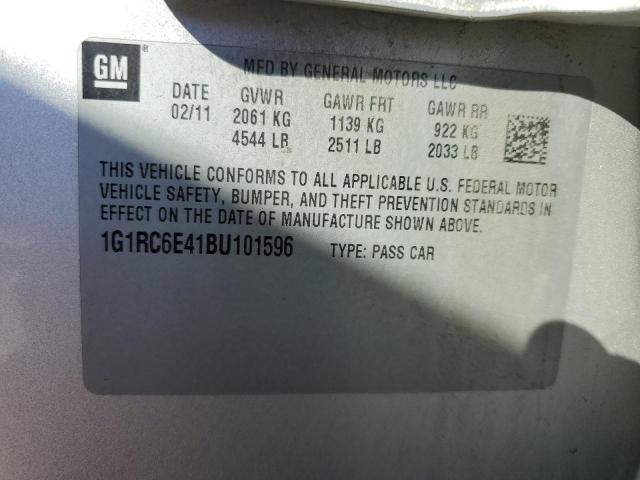 GM
MFD BY GENERAL MOTORS LLC
DATE GVWR GAWR FRT GAWR RR
02/11 2061 KG 1139 KG 922 KG
4544 LB 2511 LB 2033 LB
THIS VEHICLE CONFORMS TO ALL APPLICABLE U.S. FEDERAL MOTOR
VEHICLE SAFETY, BUMPER, AND THEFT PREVENTION STANDARDS IN
EFFECT ON THE DATE OF MANUFACTURE SHOWN ABOVE.
1G1RC6E41BU101596 TYPE: PASS CAR